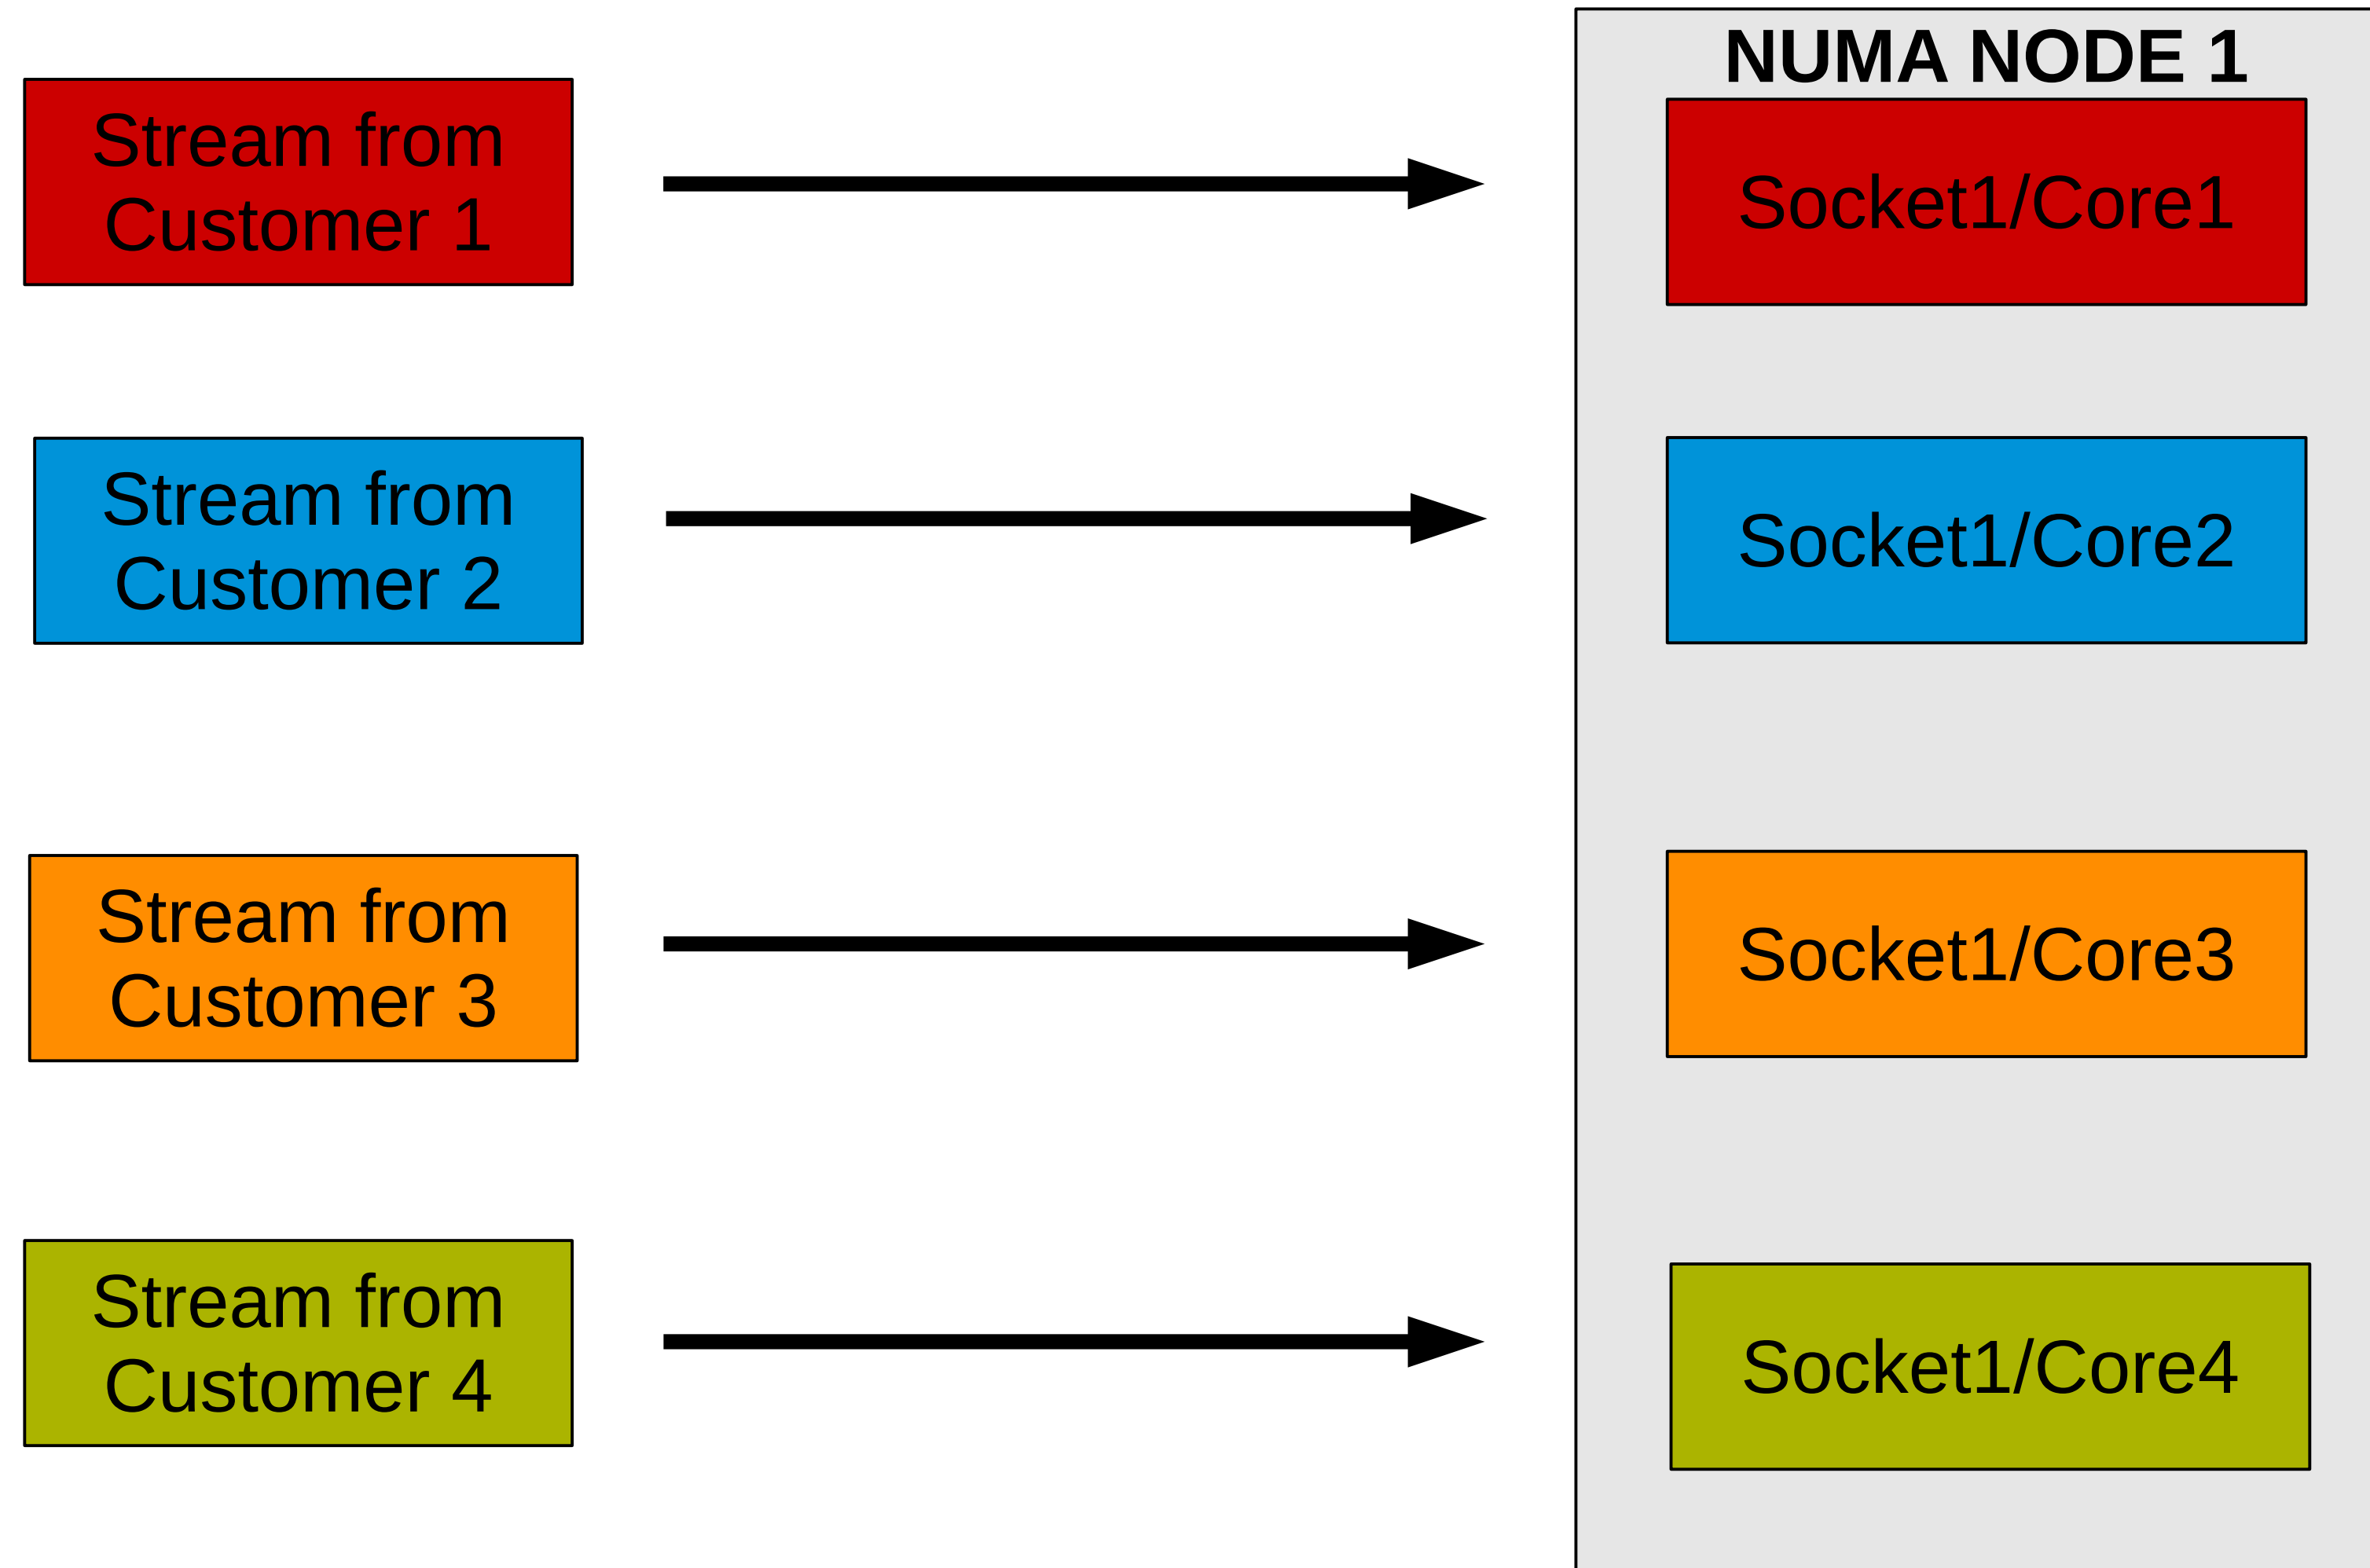 NUMA NODE 1
Stream from
Customer 1
Socket1/Core1
Stream from
Customer 2
Socket1/Core2
Stream from
Customer 3
Socket1/Core3
Stream from
Customer 4
Socket1/Core4